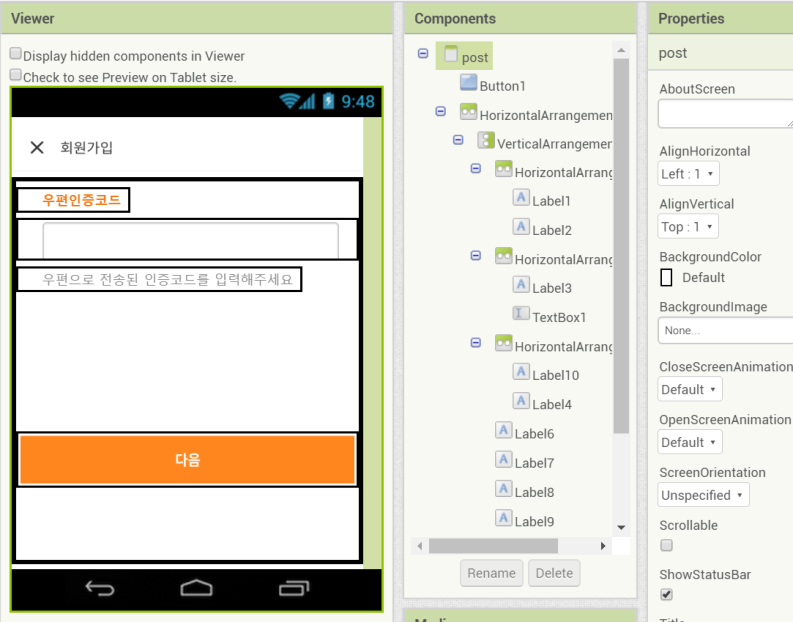 Viewer
Display hidden components in Viewer
Check to see Preview on Tablet size.
9:48
회원가입
우편인증코드
우편으로 전송된 인증코드를 입력해주세요
다음
Components
post
Button1
HorizontalArrangemen
VerticalArrangemer
HorizontalArrang
Label1
Label2
HorizontalArrang
Label3
TextBox1
HorizontalArrang
Label10
Label4
Label6
Label7
Label8
Label9
Rename Delete
Properties
post
AboutScreen
AlignHorizontal
Left : 1
AlignVertical
Top : 1
BackgroundColor
Default
BackgroundImage
None...
CloseScreenAnimation
Default
OpenScreenAnimation
Default
ScreenOrientation
Unspecified
Scrollable
ShowStatusBar